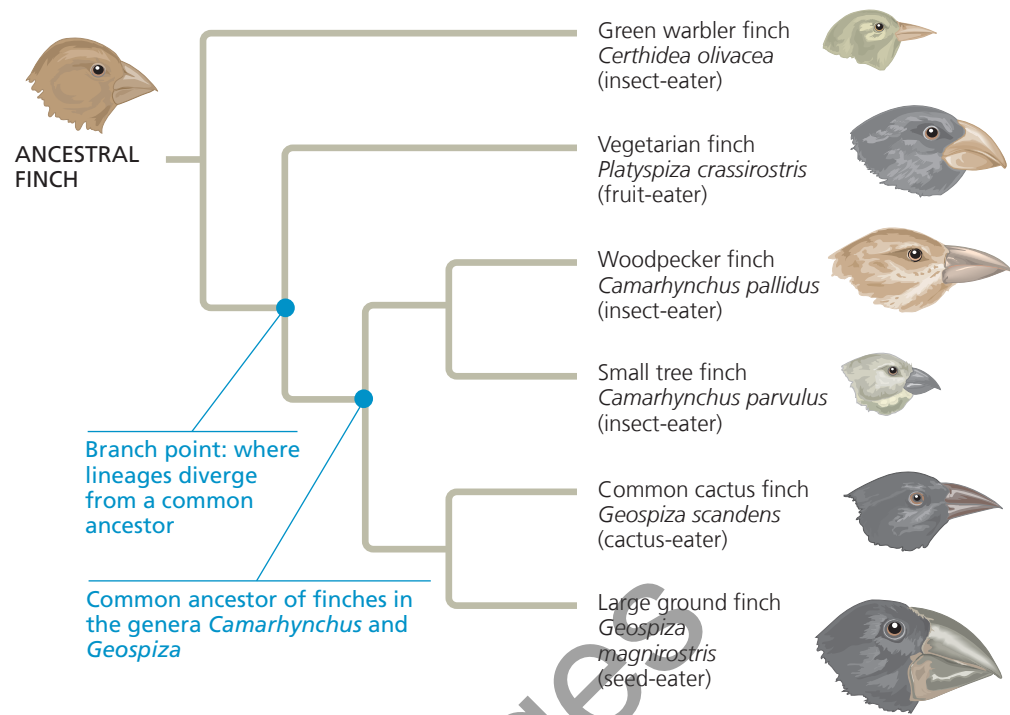 ANCESTRAL
FINCH
Green warbler finch
Certhidea olivacea
(insect-eater)
Vegetarian finch
Platyspiza crassirostris
(fruit-eater)
Woodpecker finch
Camarhynchus pallidus
(insect-eater)
Small tree finch
Camarhynchus parvulus
(insect-eater)
Common cactus finch
Geospiza scandens
(cactus-eater)
Large ground finch
Geospiza
magnirostris
(seed-eater)
Branch point: where
lineages diverge
from a common
ancestor
Common ancestor of finches in
the genera Camarhynchus and
Geospiza